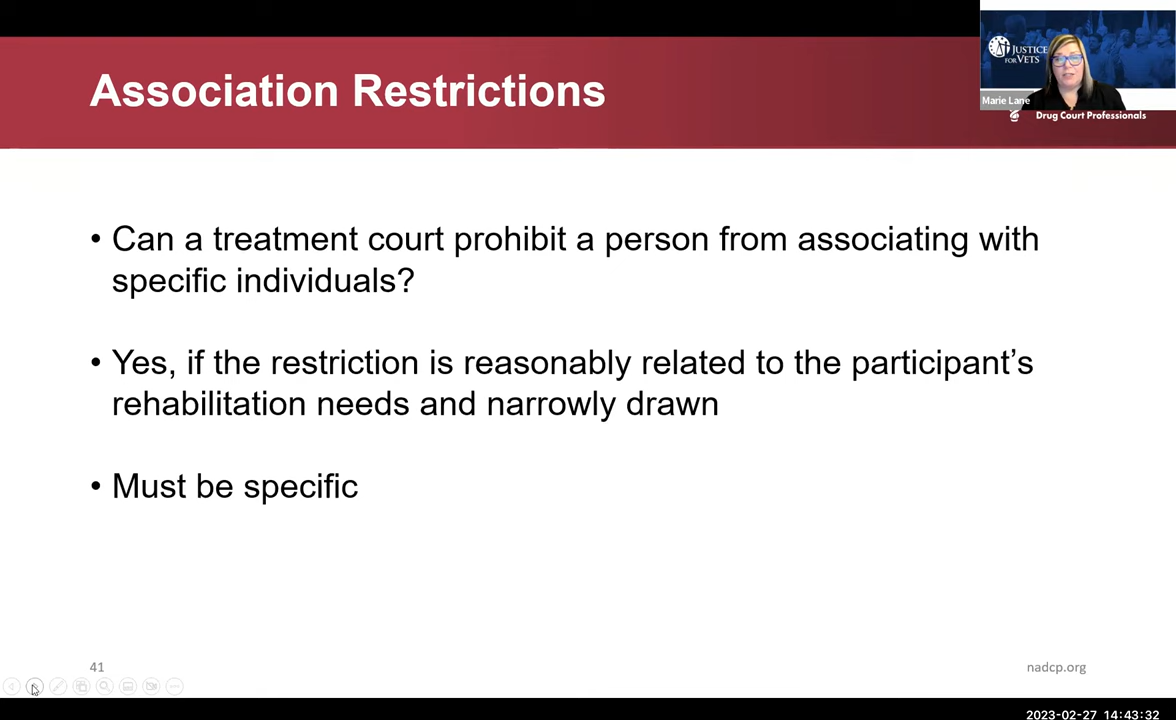 Association Restrictions
JUSTICE
FOR VETS
Marie Lane
Drug Court Professionals
• Can a treatment court prohibit a person from associating with
specific individuals?
• Yes, if the restriction is reasonably related to the participant’s
rehabilitation needs and narrowly drawn
• Must be specific
41
nadcp.org
2023-02-27 14:43:32